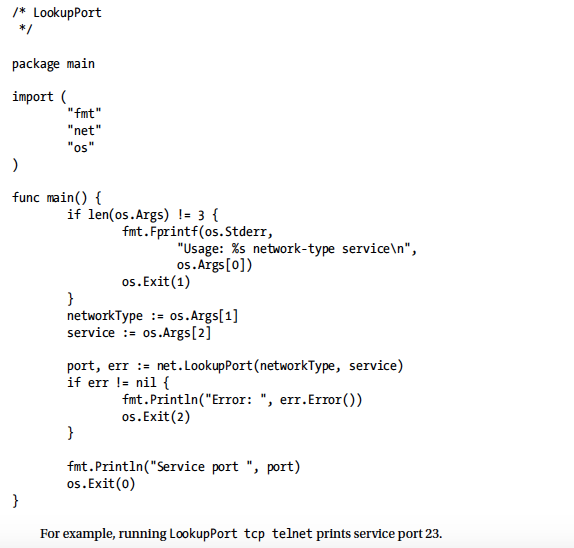 /* LookupPort
 */
package main
import (
"fmt"
"net"
"os"
)
func main() {
if len(os.Args) != 3 {
fmt.Fprintf(os.Stderr,
"Usage: %s network-type service\n",
os.Args[0])
os.Exit(1)
}
networkType := os.Args[1]
service := os.Args[2]
port, err := net.LookupPort(networkType, service)
if err != nil {
fmt.Println("Error: ", err.Error())
os.Exit(2)
}
fmt.Println("Service port ", port)
os.Exit(0)
}
For example, running LookupPort tcp telnet prints service port 23.